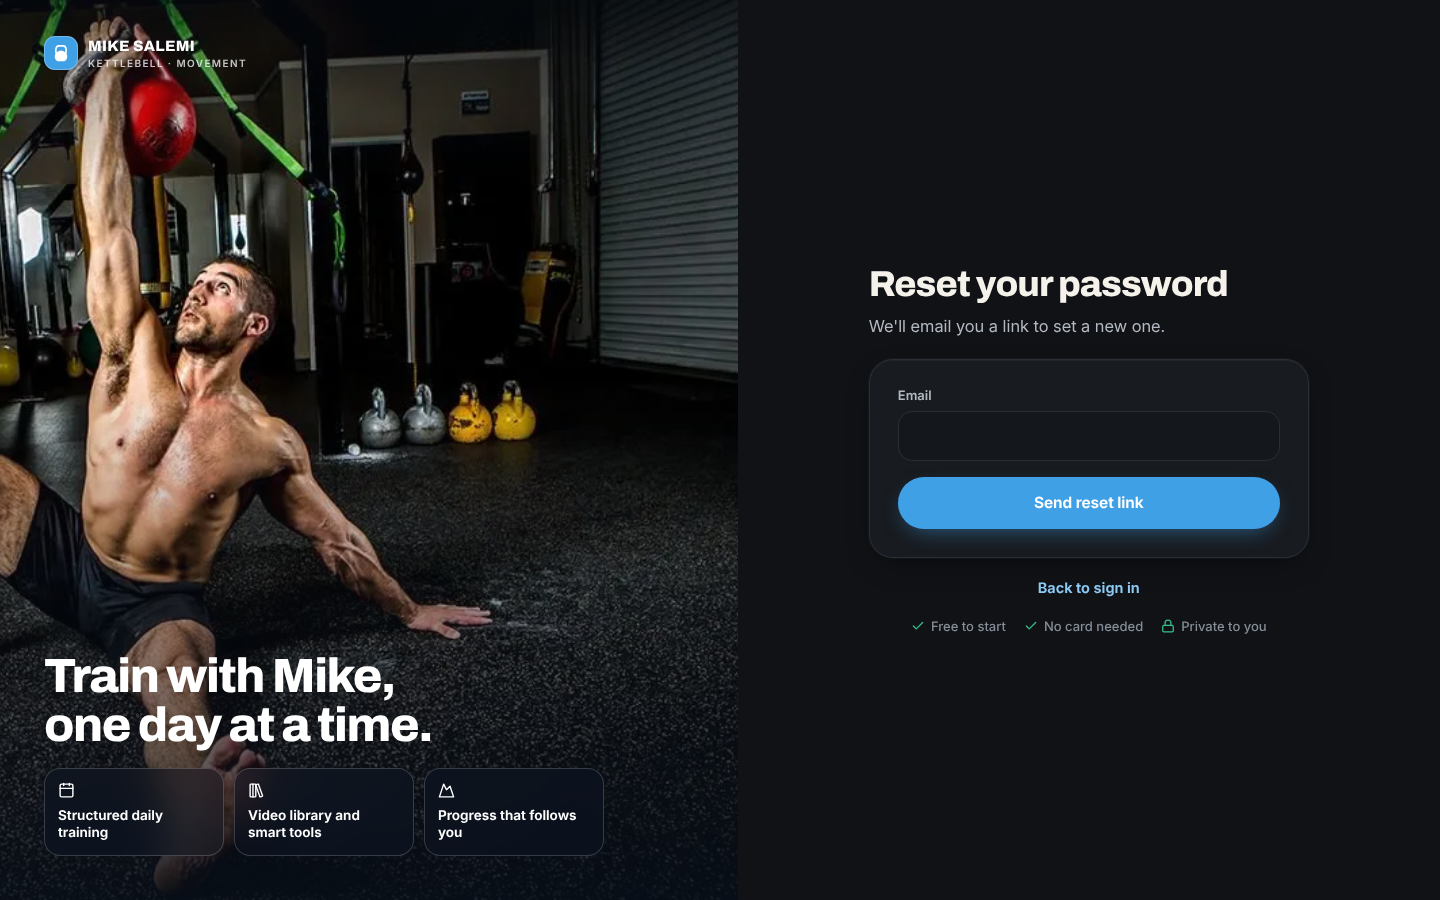 MIKE SALEMI
KETTLEBELL · MOVEMENT
Train with Mike,
one day at a time.
Structured daily
training
Video library and
smart tools
Progress that follows
you
Reset your password
We'll email you a link to set a new one.
Email
Send reset link
Back to sign in
Free to start
No card needed
Private to you